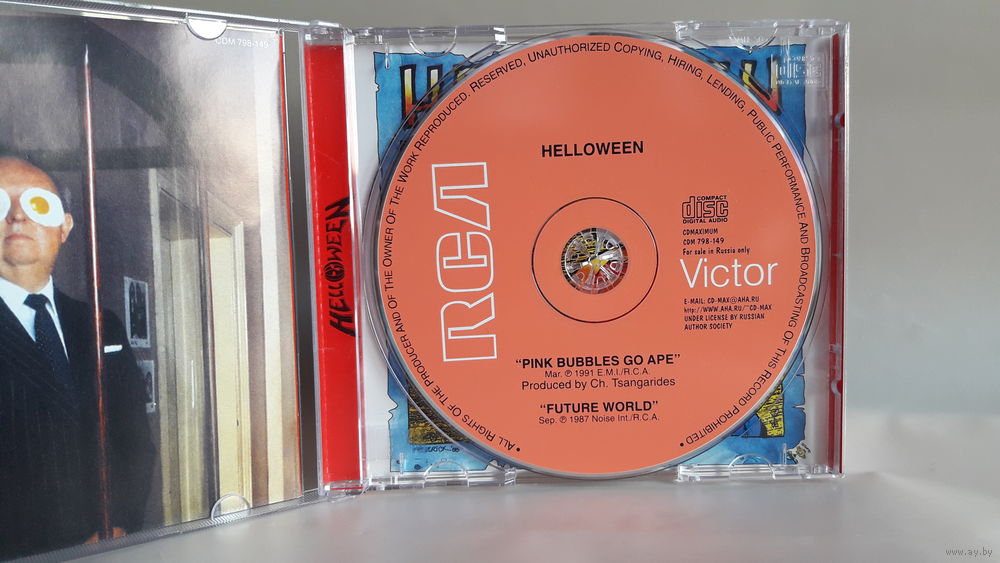 CDM 798-149
HELLOWEEN
• ALL RIGHTS OF THE PRODUCER AND OF THE OWNER OF THE WORK REPRODUCED. RESERVED, UNAUTHORIZED COPYING, HIRING, LENDING, PUBLIC PERFORMANCE AND BROADCASTING OF THIS RECORD PROHIBITED •
HELLOWEEN
RCA
COMPACT
disc
DIGITAL AUDIO
CDMAXIMUM
CDM 798-149
For sale in Russia only
Victor
E-MAIL: CD-MAX@AHA.RU
http://WWW.AHA.RU/~CD-MAX
UNDER LICENSE BY RUSSIAN
AUTHOR SOCIETY
“PINK BUBBLES GO APE”
Mar. ℗ 1991 E.M.I./R.C.A.
Produced by Ch. Tsangarides
“FUTURE WORLD”
Sep. ℗ 1987 Noise Int./R.C.A.
www.ay.by